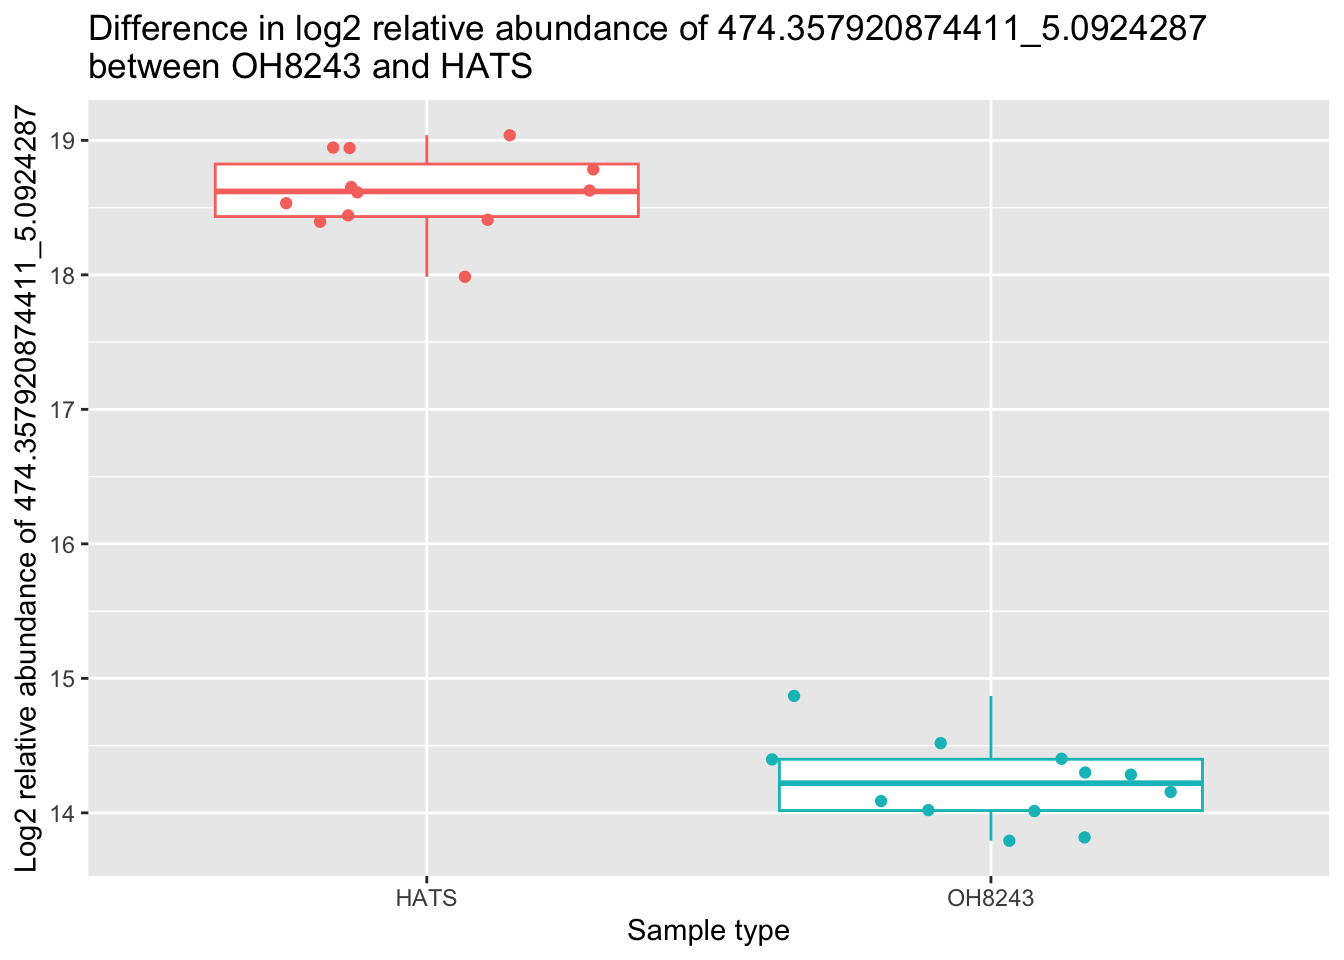 Difference in log2 relative abundance of 474.357920874411_5.0924287
between OH8243 and HATS
Log2 relative abundance of 474.357920874411_5.0924287
19
18
17
16
15
14
HATS
OH8243
Sample type